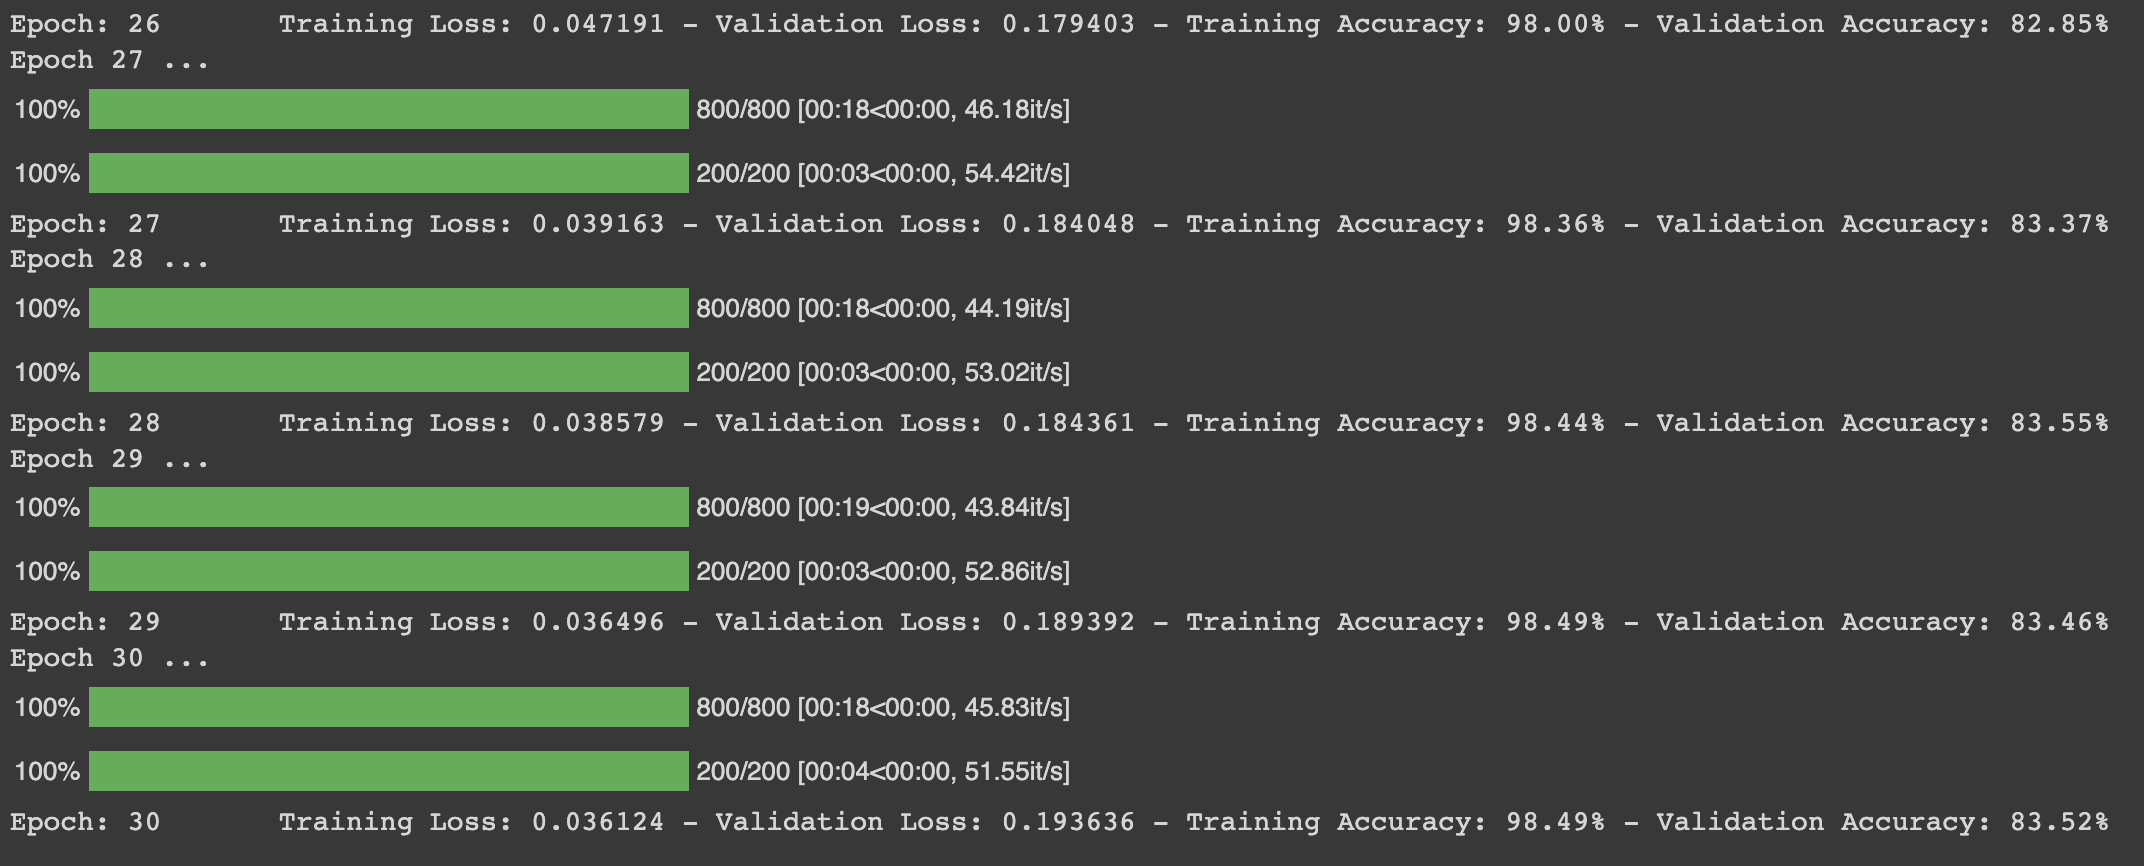 Epoch: 26 Training Loss: 0.047191 - Validation Loss: 0.179403 - Training Accuracy: 98.00% - Validation Accuracy: 82.85%
Epoch 27 ...
100% 800/800 [00:18<00:00, 46.18it/s]
100% 200/200 [00:03<00:00, 54.42it/s]
Epoch: 27 Training Loss: 0.039163 - Validation Loss: 0.184048 - Training Accuracy: 98.36% - Validation Accuracy: 83.37%
Epoch 28 ...
100% 800/800 [00:18<00:00, 44.19it/s]
100% 200/200 [00:03<00:00, 53.02it/s]
Epoch: 28 Training Loss: 0.038579 - Validation Loss: 0.184361 - Training Accuracy: 98.44% - Validation Accuracy: 83.55%
Epoch 29 ...
100% 800/800 [00:19<00:00, 43.84it/s]
100% 200/200 [00:03<00:00, 52.86it/s]
Epoch: 29 Training Loss: 0.036496 - Validation Loss: 0.189392 - Training Accuracy: 98.49% - Validation Accuracy: 83.46%
Epoch 30 ...
100% 800/800 [00:18<00:00, 45.83it/s]
100% 200/200 [00:04<00:00, 51.55it/s]
Epoch: 30 Training Loss: 0.036124 - Validation Loss: 0.193636 - Training Accuracy: 98.49% - Validation Accuracy: 83.52%